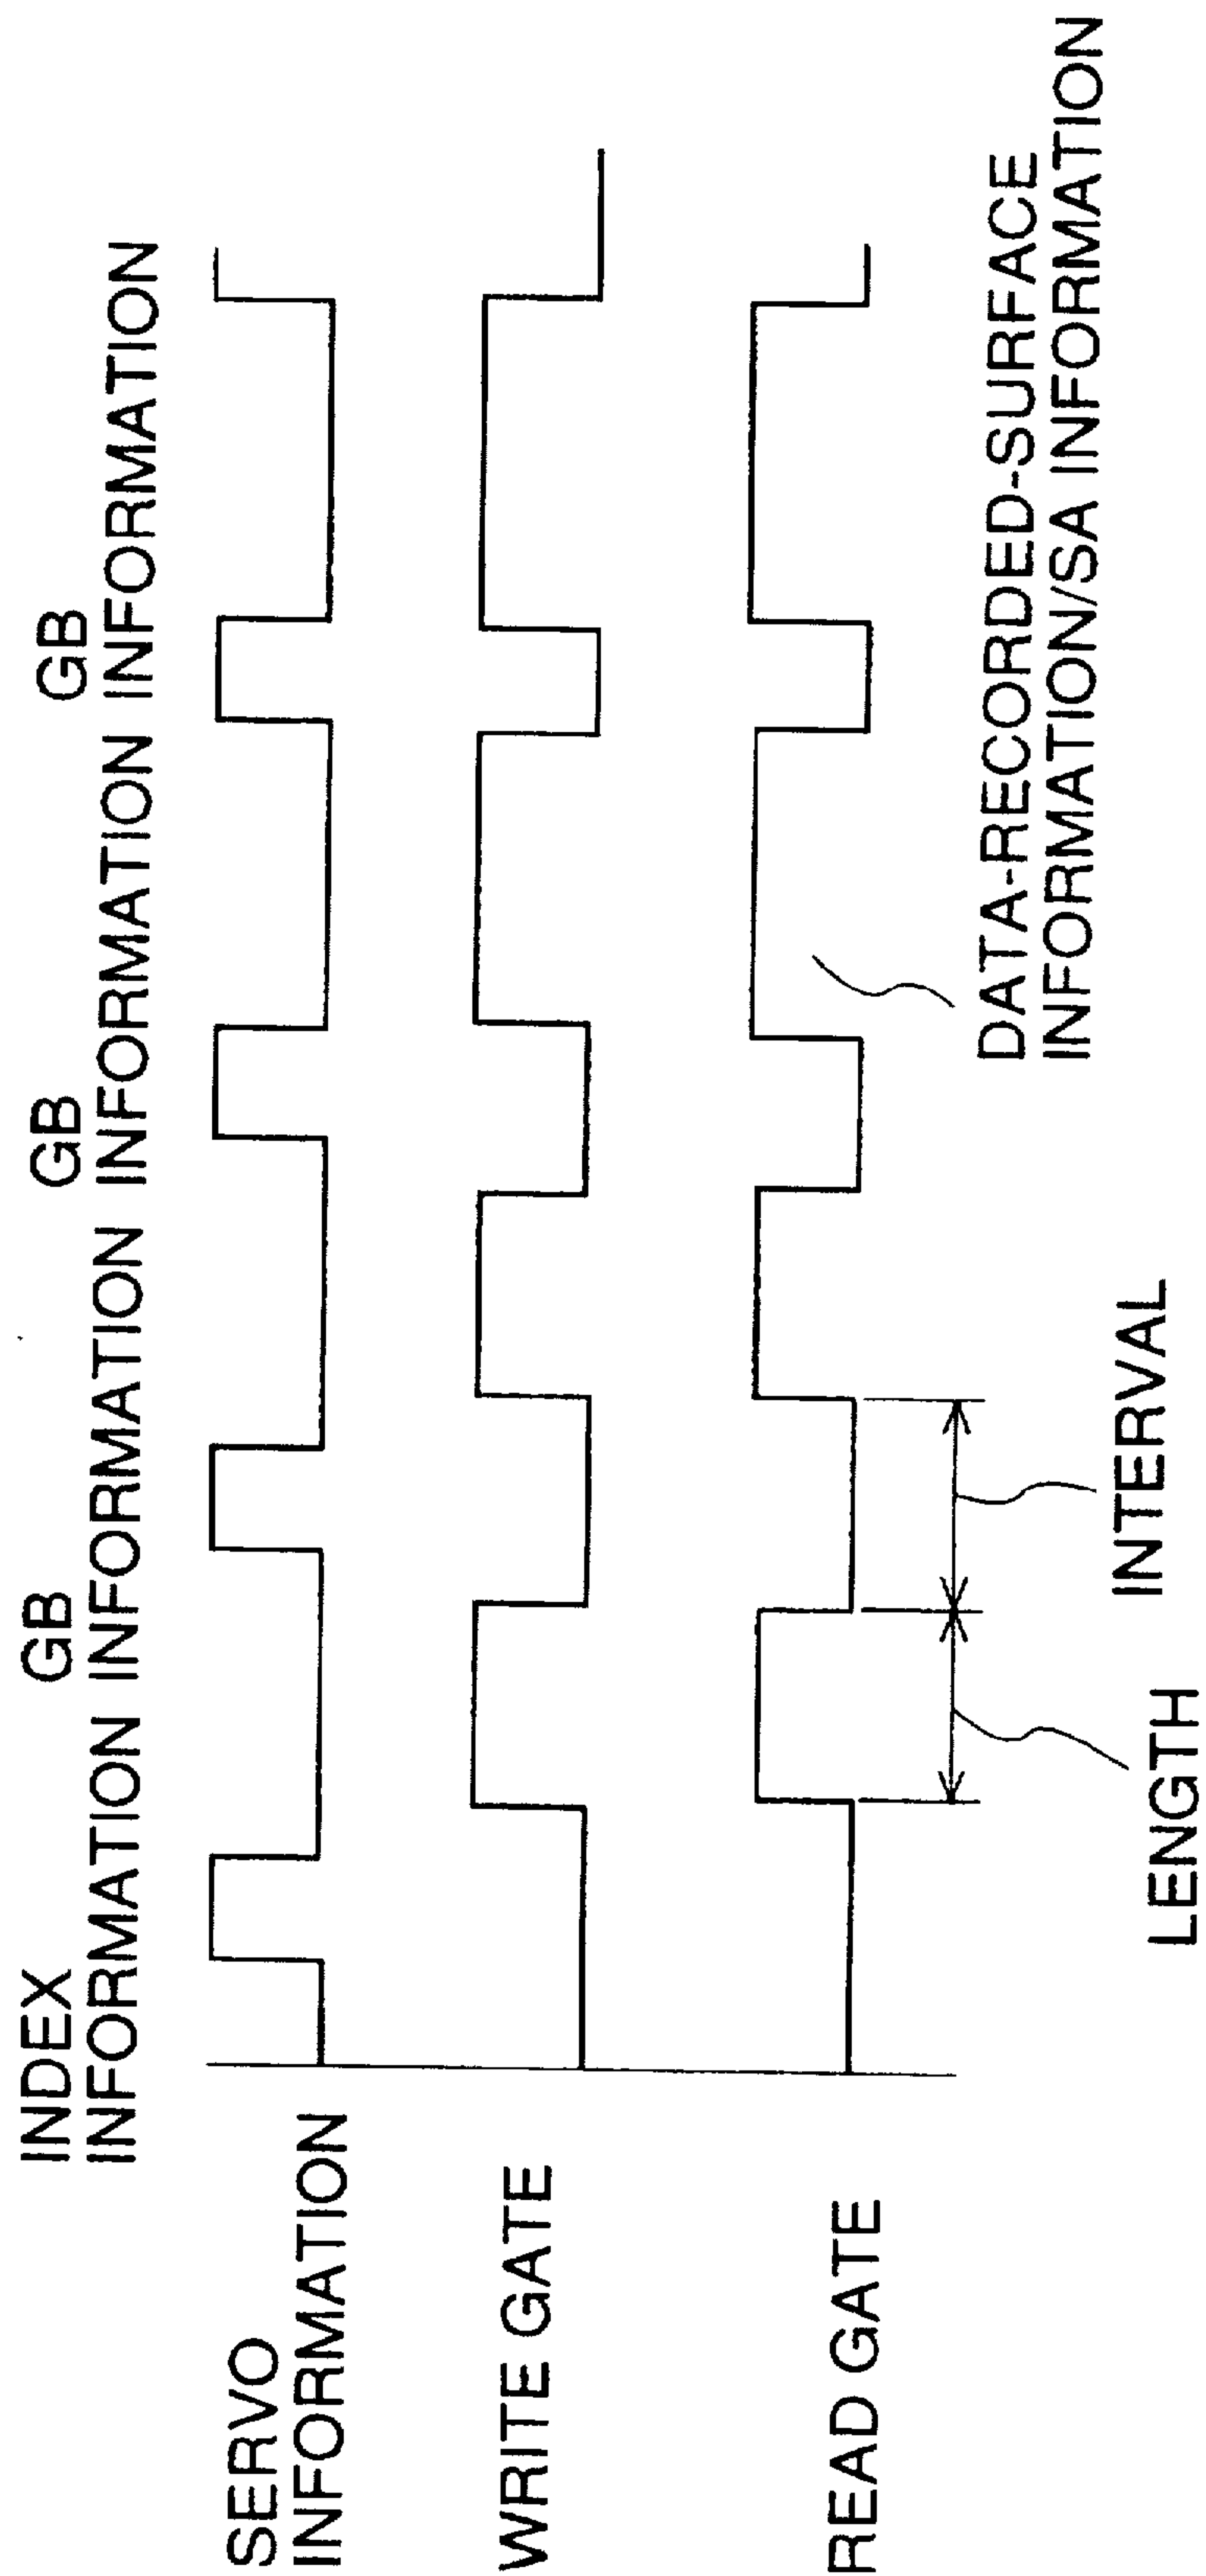 INDEX GB GB GB
INFORMATION INFORMATION INFORMATION INFORMATION
SERVO
INFORMATION
WRITE GATE
READ GATE
LENGTH
INTERVAL
DATA-RECORDED-SURFACE
INFORMATION/SA INFORMATION